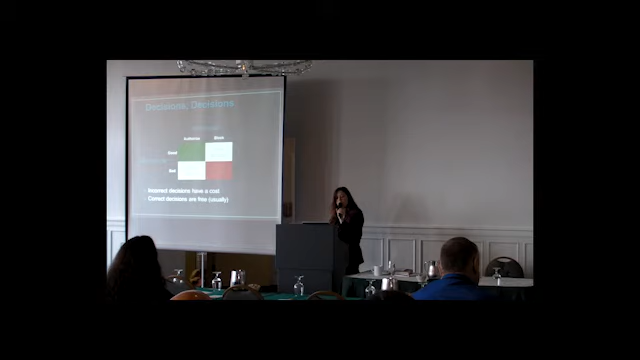 Decisions, Decisions
Authorize Block
Good
Bad
Incorrect decisions have a cost
Correct decisions are free (usually)